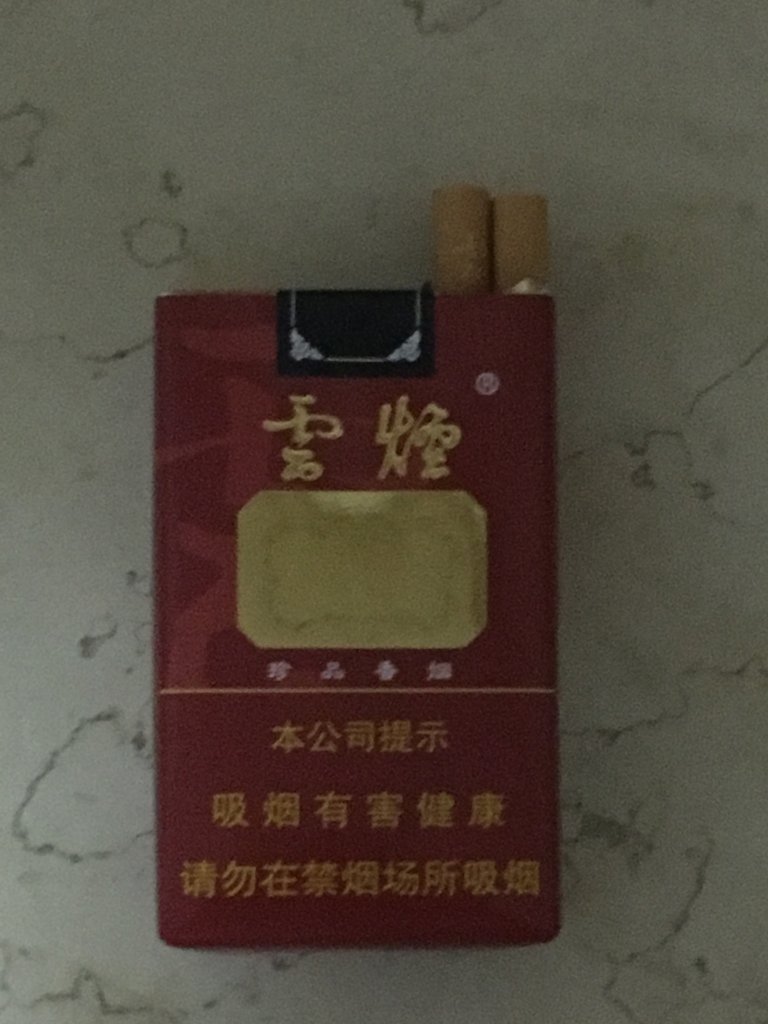 ®
雲煙
珍品香烟
本公司提示
吸烟有害健康
请勿在禁烟场所吸烟